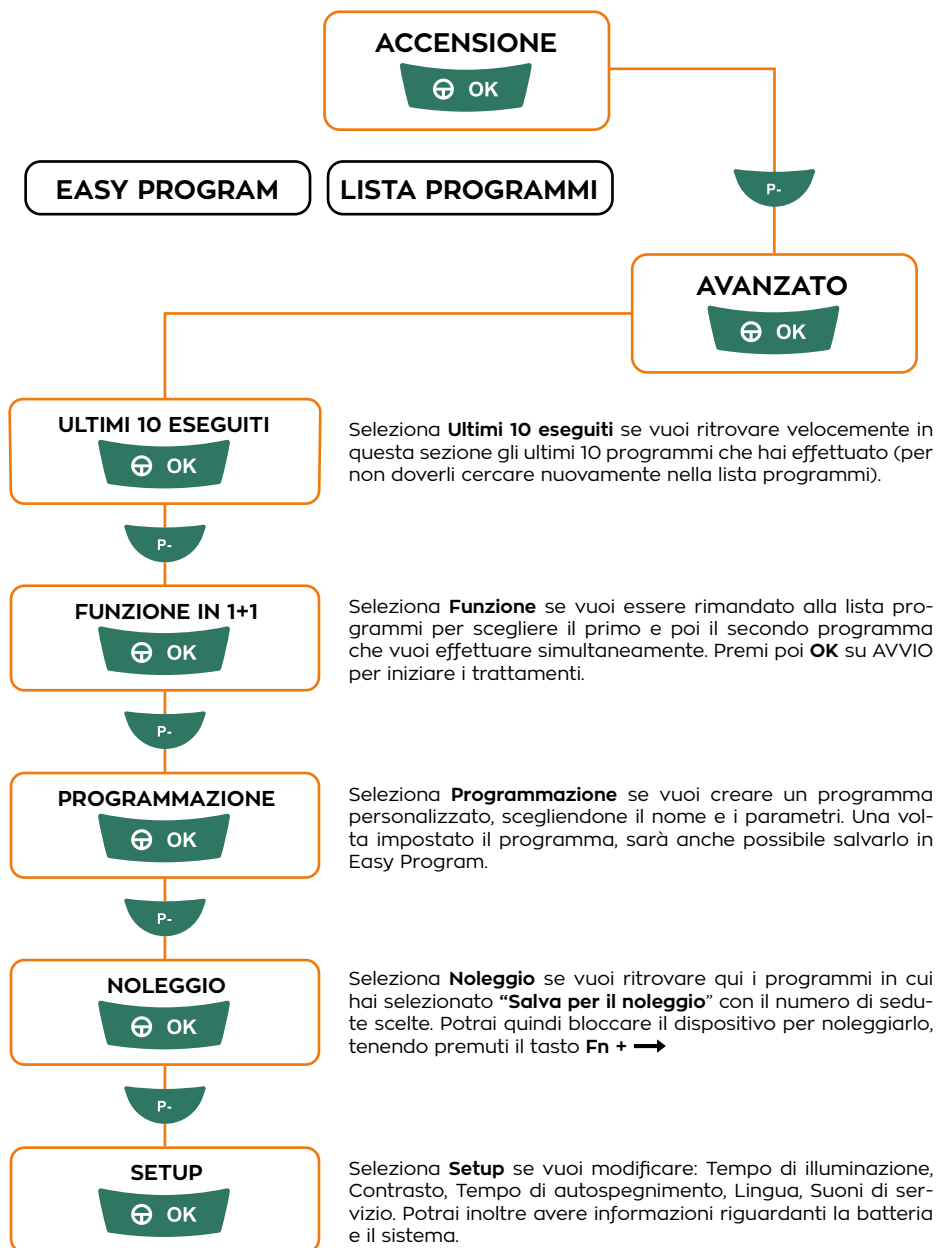 ACCENSIONE
OK
EASY PROGRAM
LISTA PROGRAMMI
P-
AVANZATO
OK
ULTIMI 10 ESEGUITI
OK
Seleziona Ultimi 10 eseguiti se vuoi ritrovare velocemente in
questa sezione gli ultimi 10 programmi che hai effettuato (per
non doverli cercare nuovamente nella lista programmi).
P-
FUNZIONE IN 1+1
OK
Seleziona Funzione se vuoi essere rimandato alla lista pro-
grammi per scegliere il primo e poi il secondo programma
che vuoi effettuare simultaneamente. Premi poi OK su AVVIO
per iniziare i trattamenti.
P-
PROGRAMMAZIONE
OK
Seleziona Programmazione se vuoi creare un programma
personalizzato, scegliendone il nome e i parametri. Una vol-
ta impostato il programma, sarà anche possibile salvarlo in
Easy Program.
P-
NOLEGGIO
OK
Seleziona Noleggio se vuoi ritrovare qui i programmi in cui
hai selezionato “Salva per il noleggio” con il numero di sedu-
te scelte. Potrai quindi bloccare il dispositivo per noleggiarlo,
tenendo premuti il tasto Fn + →
P-
SETUP
OK
Seleziona Setup se vuoi modificare: Tempo di illuminazione,
Contrasto, Tempo di autospegnimento, Lingua, Suoni di ser-
vizio. Potrai inoltre avere informazioni riguardanti la batteria
e il sistema.